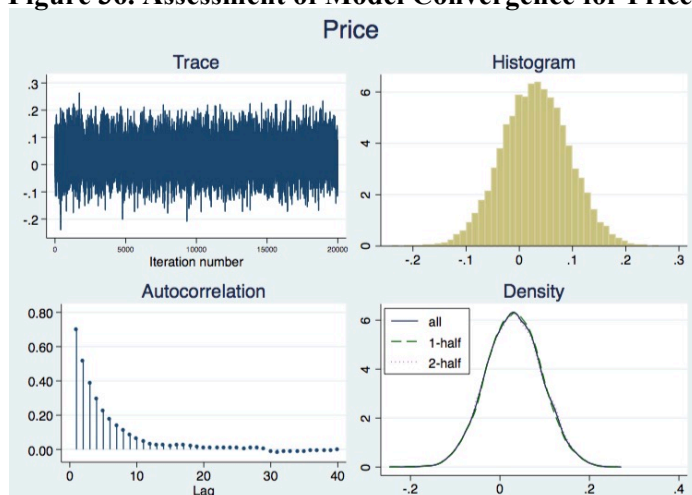 Figure 36. Assessment of Model Convergence for Price
Price
Trace
.3
.2
.1
0
-.1
-.2
0 5000 10000 15000 20000
Iteration number
Histogram
6
4
2
0
-.2 -.1 0 .1 .2 .3
Autocorrelation
0.80
0.60
0.40
0.20
0.00
0 10 20 30 40
Lag
Density
all
1-half
2-half
6
4
2
0
-.2 0 .2 .4